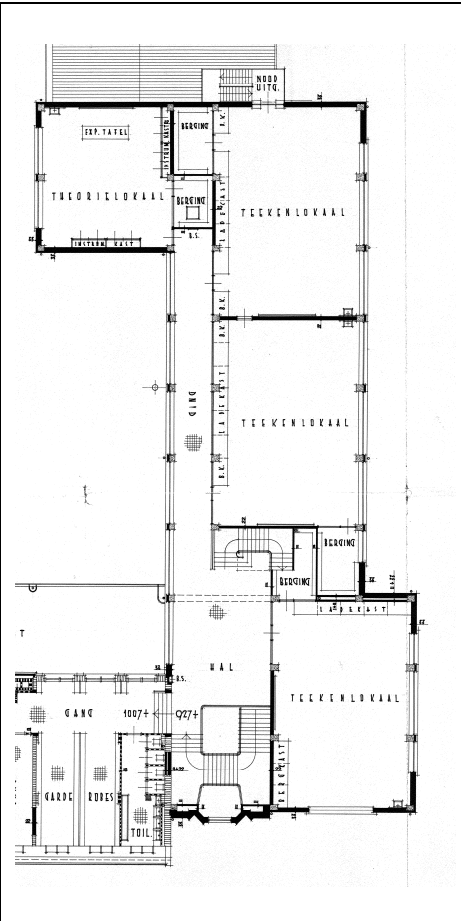 NOOD
UITG.
BERGING
EXP. TAFEL
INSTRUM KAST
B.K.
THEORIELOKAAL
BERGING
LADEKAST
TEEKENLOKAAL
B.S.
INSTRUM. KAST
B.K.
B.K.
GANG
LADEKAST
TEEKENLOKAAL
B.K.
BERGING
BERGING
LADEKAST
T
HAL
B.S.
TEEKENLOKAAL
GANG
1007+
927+
BERGKAST
GARDE ROBES
TOIL.